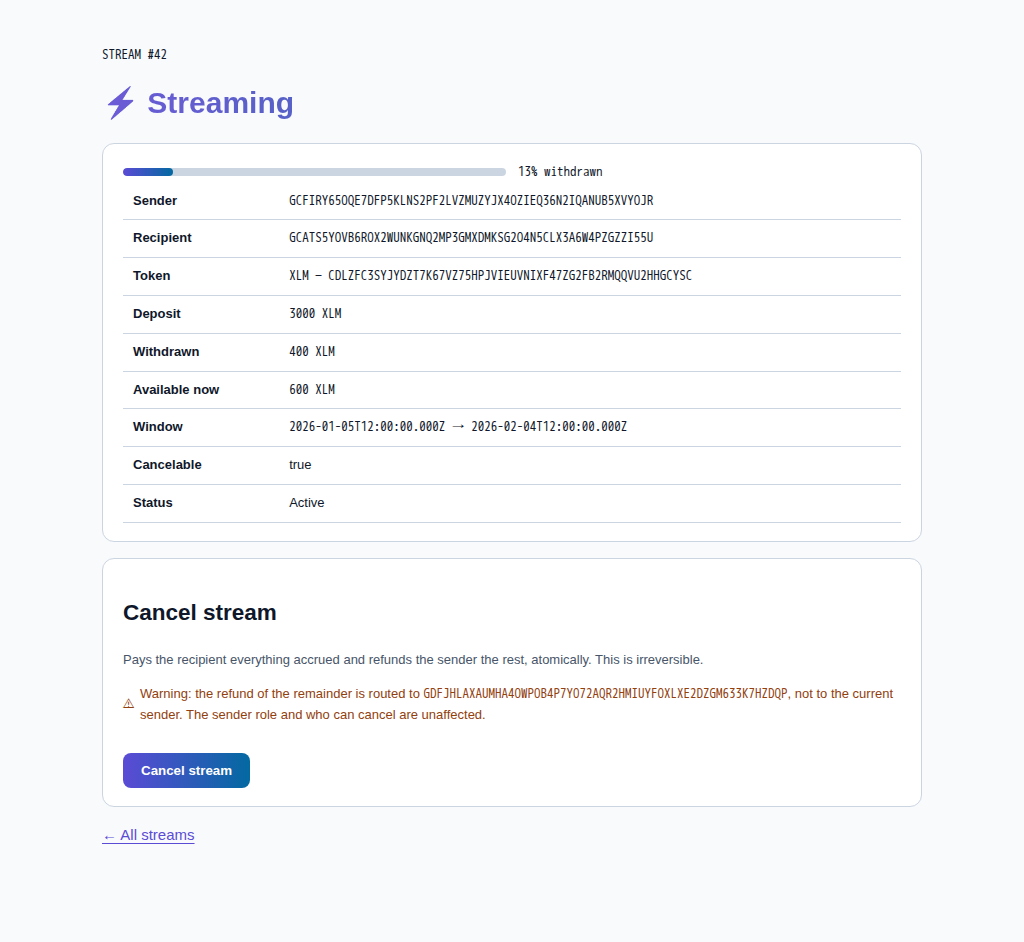 STREAM #42
⚡ Streaming
13% withdrawn
Sender GCFIRY65OQE7DFP5KLNS2PF2LVZMUZYJX4OZIEQ36N2IQANUB5XVYOJR
Recipient GCATS5YOVB6ROX2WUNKGNQ2MP3GMXDMKSG2O4N5CLX3A6W4PZGZZI55U
Token XLM — CDLZFC3SYJYDZT7K67VZ75HPJVIEUVNIXF47ZG2FB2RMQQVU2HHGCYSC
Deposit 3000 XLM
Withdrawn 400 XLM
Available now 600 XLM
Window 2026-01-05T12:00:00.000Z → 2026-02-04T12:00:00.000Z
Cancelable true
Status Active
Cancel stream
Pays the recipient everything accrued and refunds the sender the rest, atomically. This is irreversible.
⚠ Warning: the refund of the remainder is routed to GDFJHLAXAUMHA4OWPOB4P7YO72AQR2HMIUYFOXLXE2DZGM633K7HZDQP, not to the current
sender. The sender role and who can cancel are unaffected.
Cancel stream
← All streams